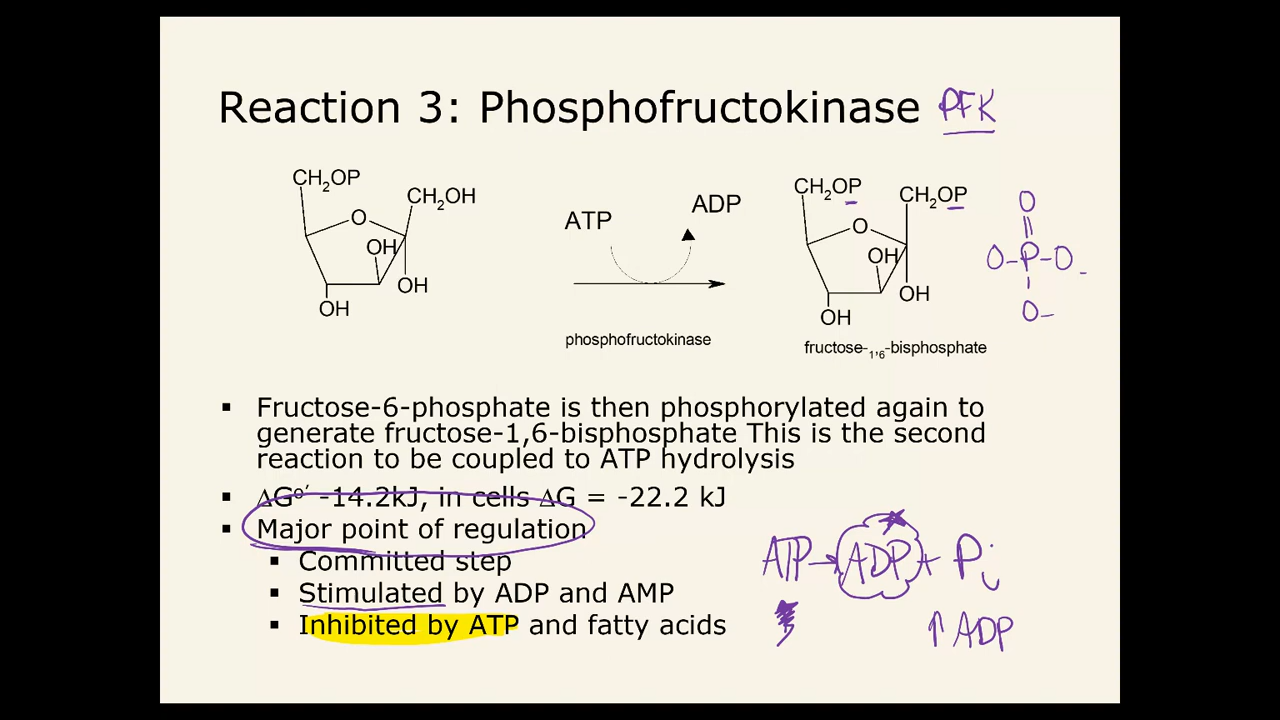 Reaction 3: Phosphofructokinase PFK
CH2OP
CH2OH
O
OH
OH
OH
ATP
ADP
phosphofructokinase
CH2OP
CH2OP
O
OH
OH
OH
fructose-1,6-bisphosphate
O
O-P-O-
O-
▪ Fructose-6-phosphate is then phosphorylated again to
generate fructose-1,6-bisphosphate This is the second
reaction to be coupled to ATP hydrolysis
▪ ΔGo′ -14.2kJ, in cells ΔG = -22.2 kJ
▪ Major point of regulation
▪ Committed step
▪ Stimulated by ADP and AMP
▪ Inhibited by ATP and fatty acids
ATP → ADP + Pi
↑ ADP